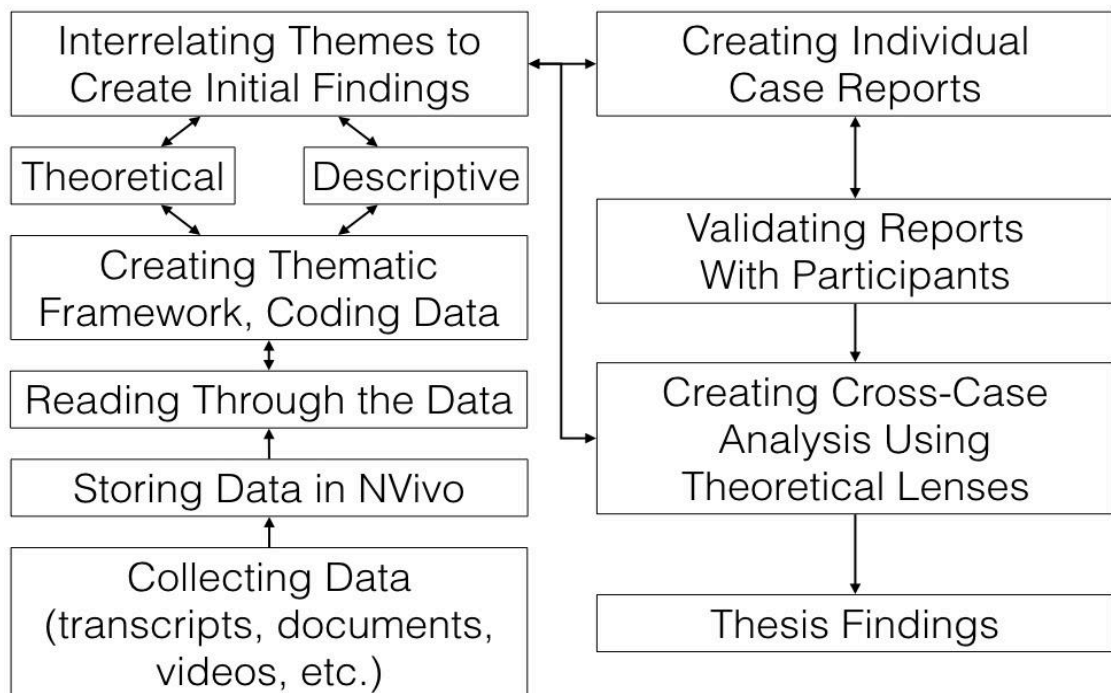 Interrelating Themes to
Create Initial Findings
Theoretical
Descriptive
Creating Thematic
Framework, Coding Data
Reading Through the Data
Storing Data in NVivo
Collecting Data
(transcripts, documents,
videos, etc.)
Creating Individual
Case Reports
Validating Reports
With Participants
Creating Cross-Case
Analysis Using
Theoretical Lenses
Thesis Findings